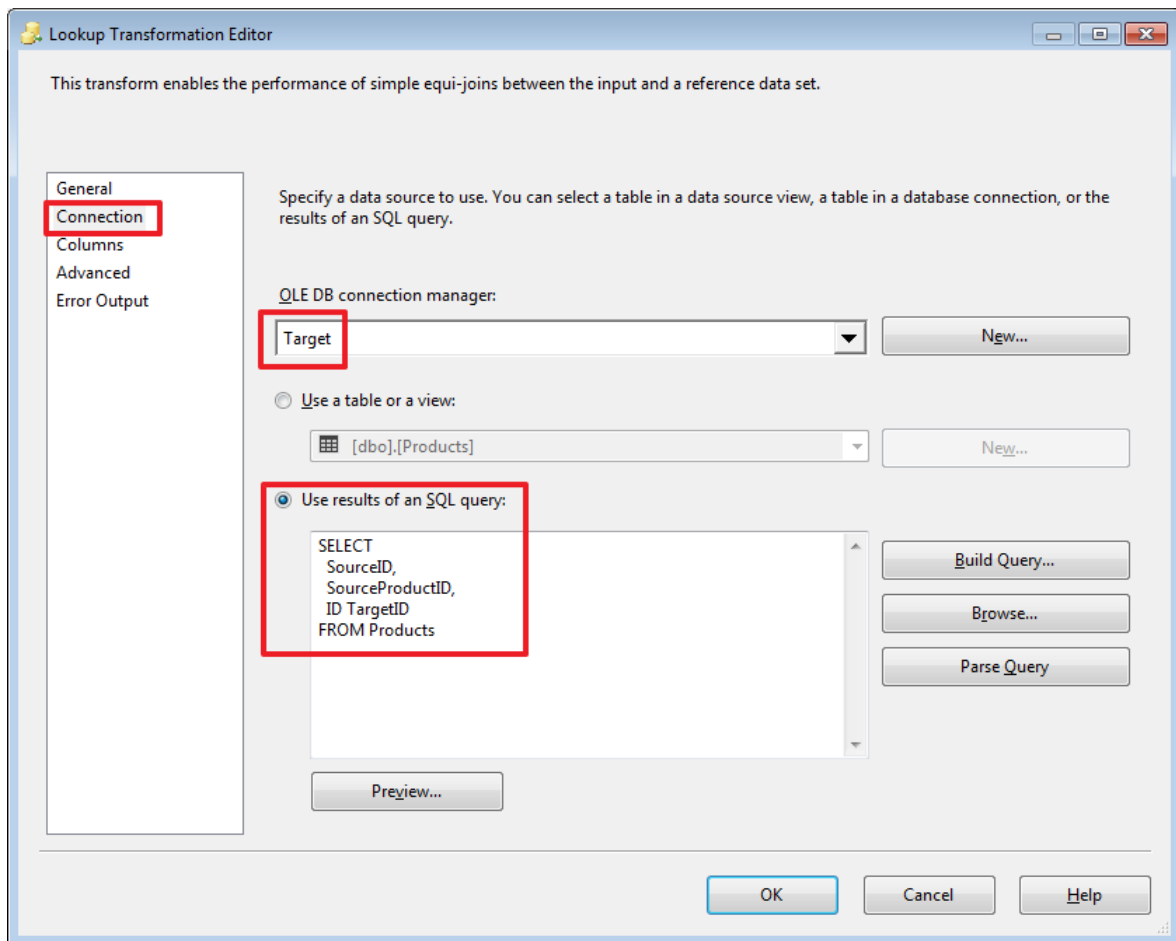 Lookup Transformation Editor
This transform enables the performance of simple equi-joins between the input and a reference data set.
General
Connection
Columns
Advanced
Error Output
Specify a data source to use. You can select a table in a data source view, a table in a database connection, or the
results of an SQL query.
OLE DB connection manager:
Target
New...
Use a table or a view:
[dbo].[Products]
New...
Use results of an SQL query:
SELECT
SourceID,
SourceProductID,
ID TargetID
FROM Products
Build Query...
Browse...
Parse Query
Preview...
OK
Cancel
Help